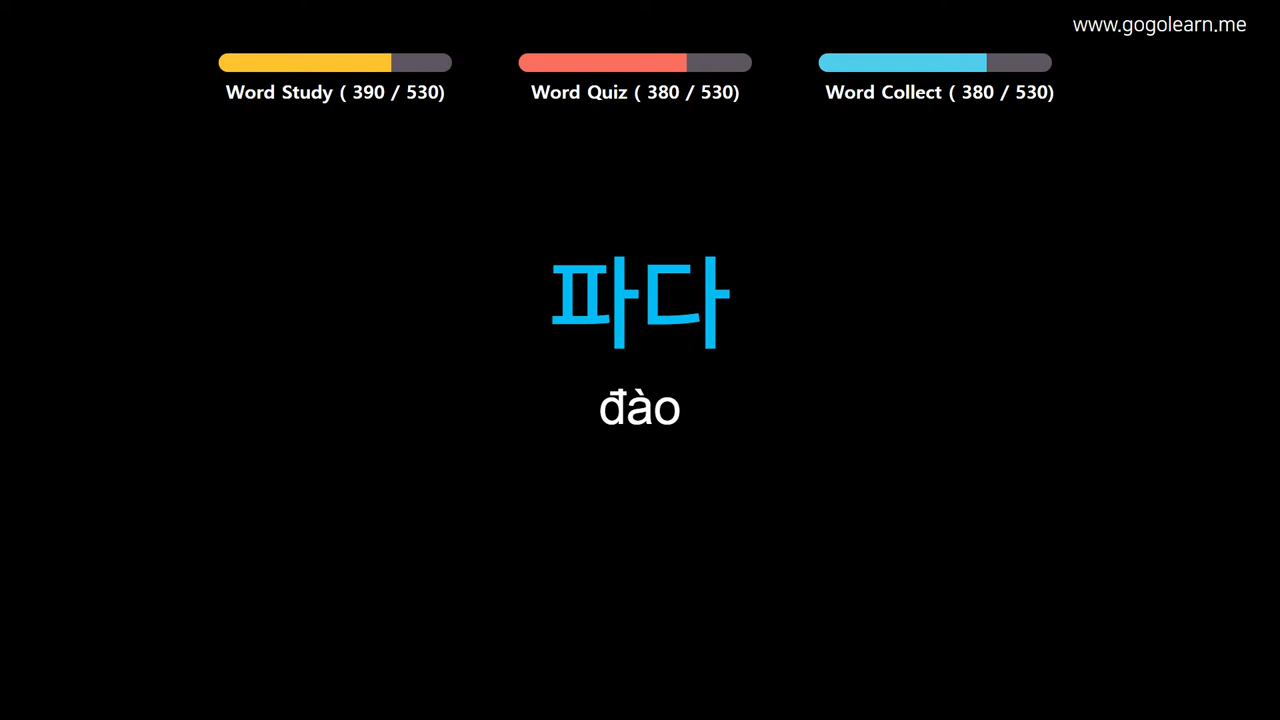 www.gogolearn.me
Word Study ( 390 / 530)
Word Quiz ( 380 / 530)
Word Collect ( 380 / 530)
파다
đào